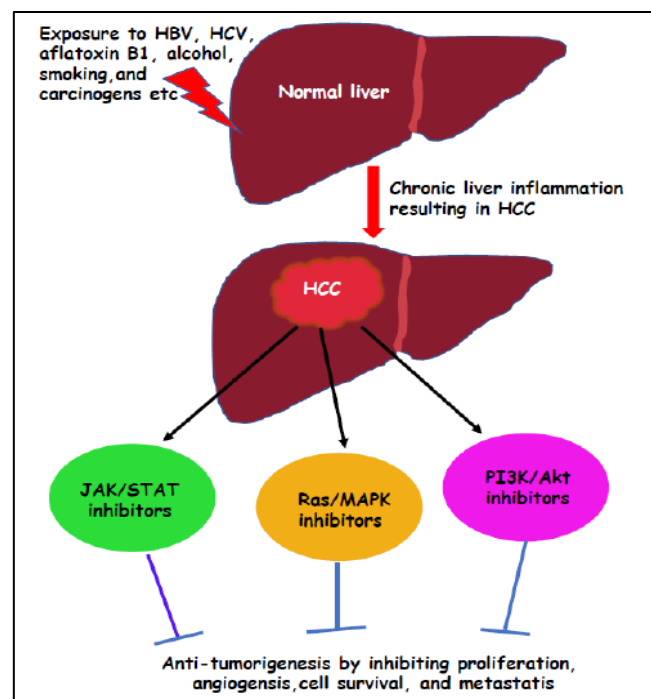 Exposure to HBV, HCV,
aflatoxin B1, alcohol,
smoking,and
carcinogens etc
Normal liver
Chronic liver inflammation
resulting in HCC
HCC
JAK/STAT
inhibitors
Ras/MAPK
inhibitors
PI3K/Akt
inhibitors
Anti-tumorigenesis by inhibiting proliferation,
angiogensis,cell survival, and metastatis